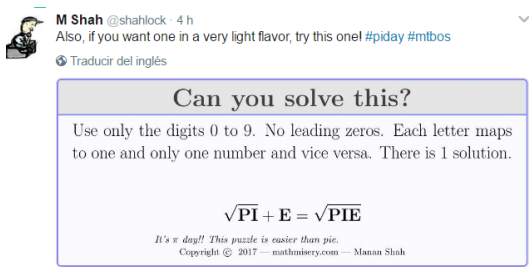 M Shah @shahlock · 4 h
Also, if you want one in a very light flavor, try this one! #piday #mtbos
Traducir del inglés
Can you solve this?
Use only the digits 0 to 9. No leading zeros. Each letter maps
to one and only one number and vice versa. There is 1 solution.
√PI + E = √PIE
It's π day!! This puzzle is easier than pie.
Copyright © 2017 — mathmisery.com — Manan Shah